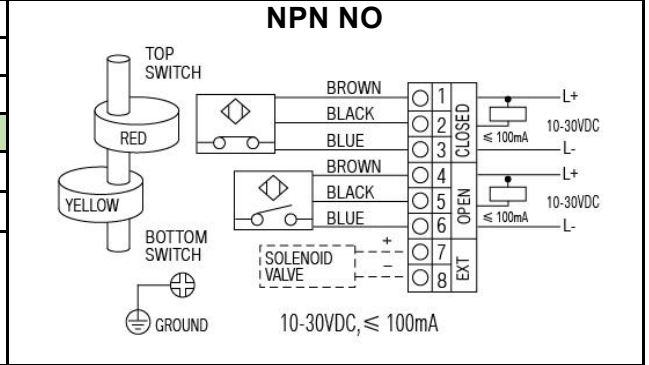 NPN NO
TOP
SWITCH
RED
YELLOW
BOTTOM
SWITCH
GROUND
BROWN
BLACK
BLUE
BROWN
BLACK
BLUE
SOLENOID
VALVE
+
−
1
2
3
4
5
6
7
8
CLOSED
OPEN
EXT
L+
≤ 100mA
10-30VDC
L-
L+
≤ 100mA
10-30VDC
L-
10-30VDC, ≤ 100mA